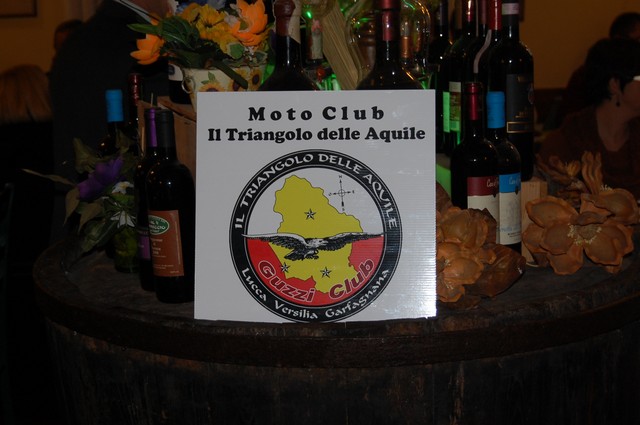 Moto Club
Il Triangolo delle Aquile
IL TRIANGOLO DELLE AQUILE
Guzzi Club
Lucca Versilia Garfagnana